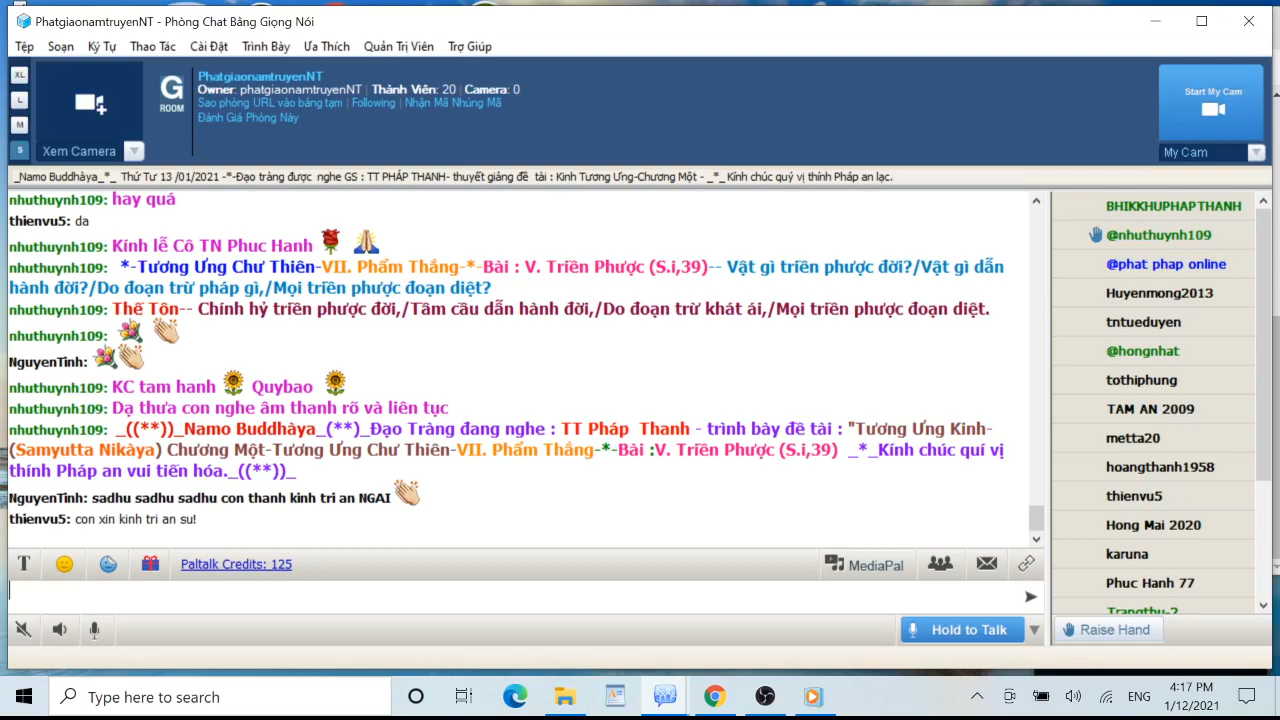 PhatgiaonamtruyenNT - Phòng Chat Bằng Giọng Nói
Tệp Soạn Ký Tự Thao Tác Cài Đặt Trình Bày Ưa Thích Quản Trị Viên Trợ Giúp
XL
L
M
S
Xem Camera
G
ROOM
PhatgiaonamtruyenNT
Owner: phatgiaonamtruyenNT | Thành Viên: 20 | Camera: 0
Sao phỏng URL vào bảng tạm | Following | Nhận Mã Nhúng Mã
Đánh Giá Phòng Này
Start My Cam
My Cam
_Namo Buddhàya_*_ Thứ Tư 13 /01/2021 -*-Đạo tràng được nghe GS : TT PHÁP THANH- thuyết giảng đề tài : Kinh Tương Ưng-Chương Một - _*_Kính chúc quý vị thính Pháp an lạc.
nhuthuynh109: hay quá
thienvu5: da
nhuthuynh109: Kính lễ Cô TN Phuc Hanh
nhuthuynh109: *-Tương Ưng Chư Thiên-VII. Phẩm Thắng-*-Bài : V. Triền Phược (S.i,39)-- Vật gì triền phược đời?/Vật gì dẫn
hành đời?/Do đoạn trừ pháp gì,/Mọi triền phược đoạn diệt?
nhuthuynh109: Thế Tôn-- Chính hỷ triền phược đời,/Tầm cầu dẫn hành đời,/Do đoạn trừ khát ái,/Mọi triền phược đoạn diệt.
nhuthuynh109:
NguyenTinh:
nhuthuynh109: KC tam hanh Quybao
nhuthuynh109: Dạ thưa con nghe âm thanh rõ và liên tục
nhuthuynh109: _((**))_Namo Buddhàya_(**)_Đạo Tràng đang nghe : TT Pháp Thanh - trình bày đề tài : "Tương Ưng Kinh-
(Samyutta Nikàya) Chương Một-Tương Ưng Chư Thiên-VII. Phẩm Thắng-*-Bài :V. Triền Phược (S.i,39) _*_Kính chúc quí vị
thính Pháp an vui tiến hóa._((**))_
NguyenTinh: sadhu sadhu sadhu con thanh kinh tri an NGAI
thienvu5: con xin kinh tri an su!
BHIKKHUPHAPTHANH
@nhuthuynh109
@phat phap online
Huyenmong2013
tntueduyen
@hongnhat
tothiphung
TAM AN 2009
metta20
hoangthanh1958
thienvu5
Hong Mai 2020
karuna
Phuc Hanh 77
Trangthu-2
T
Paltalk Credits: 125
MediaPal
Hold to Talk
Raise Hand
Type here to search
ENG
4:17 PM
1/12/2021